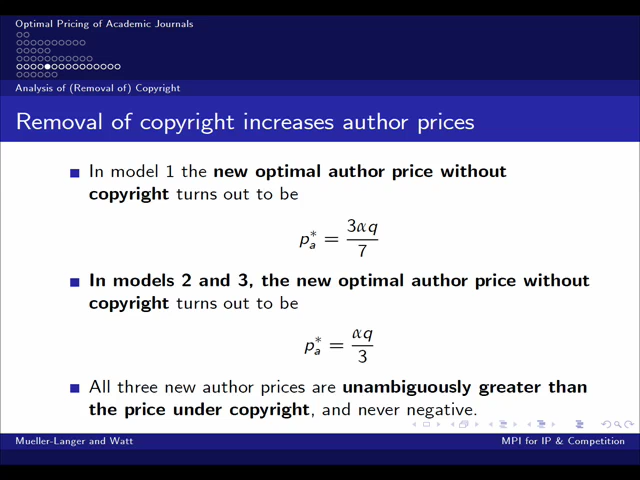 Optimal Pricing of Academic Journals
Analysis of (Removal of) Copyright
Removal of copyright increases author prices
In model 1 the new optimal author price without
copyright turns out to be
p*a = 3αq/7
In models 2 and 3, the new optimal author price without
copyright turns out to be
p*a = αq/3
All three new author prices are unambiguously greater than
the price under copyright, and never negative.
Mueller-Langer and Watt
MPI for IP & Competition